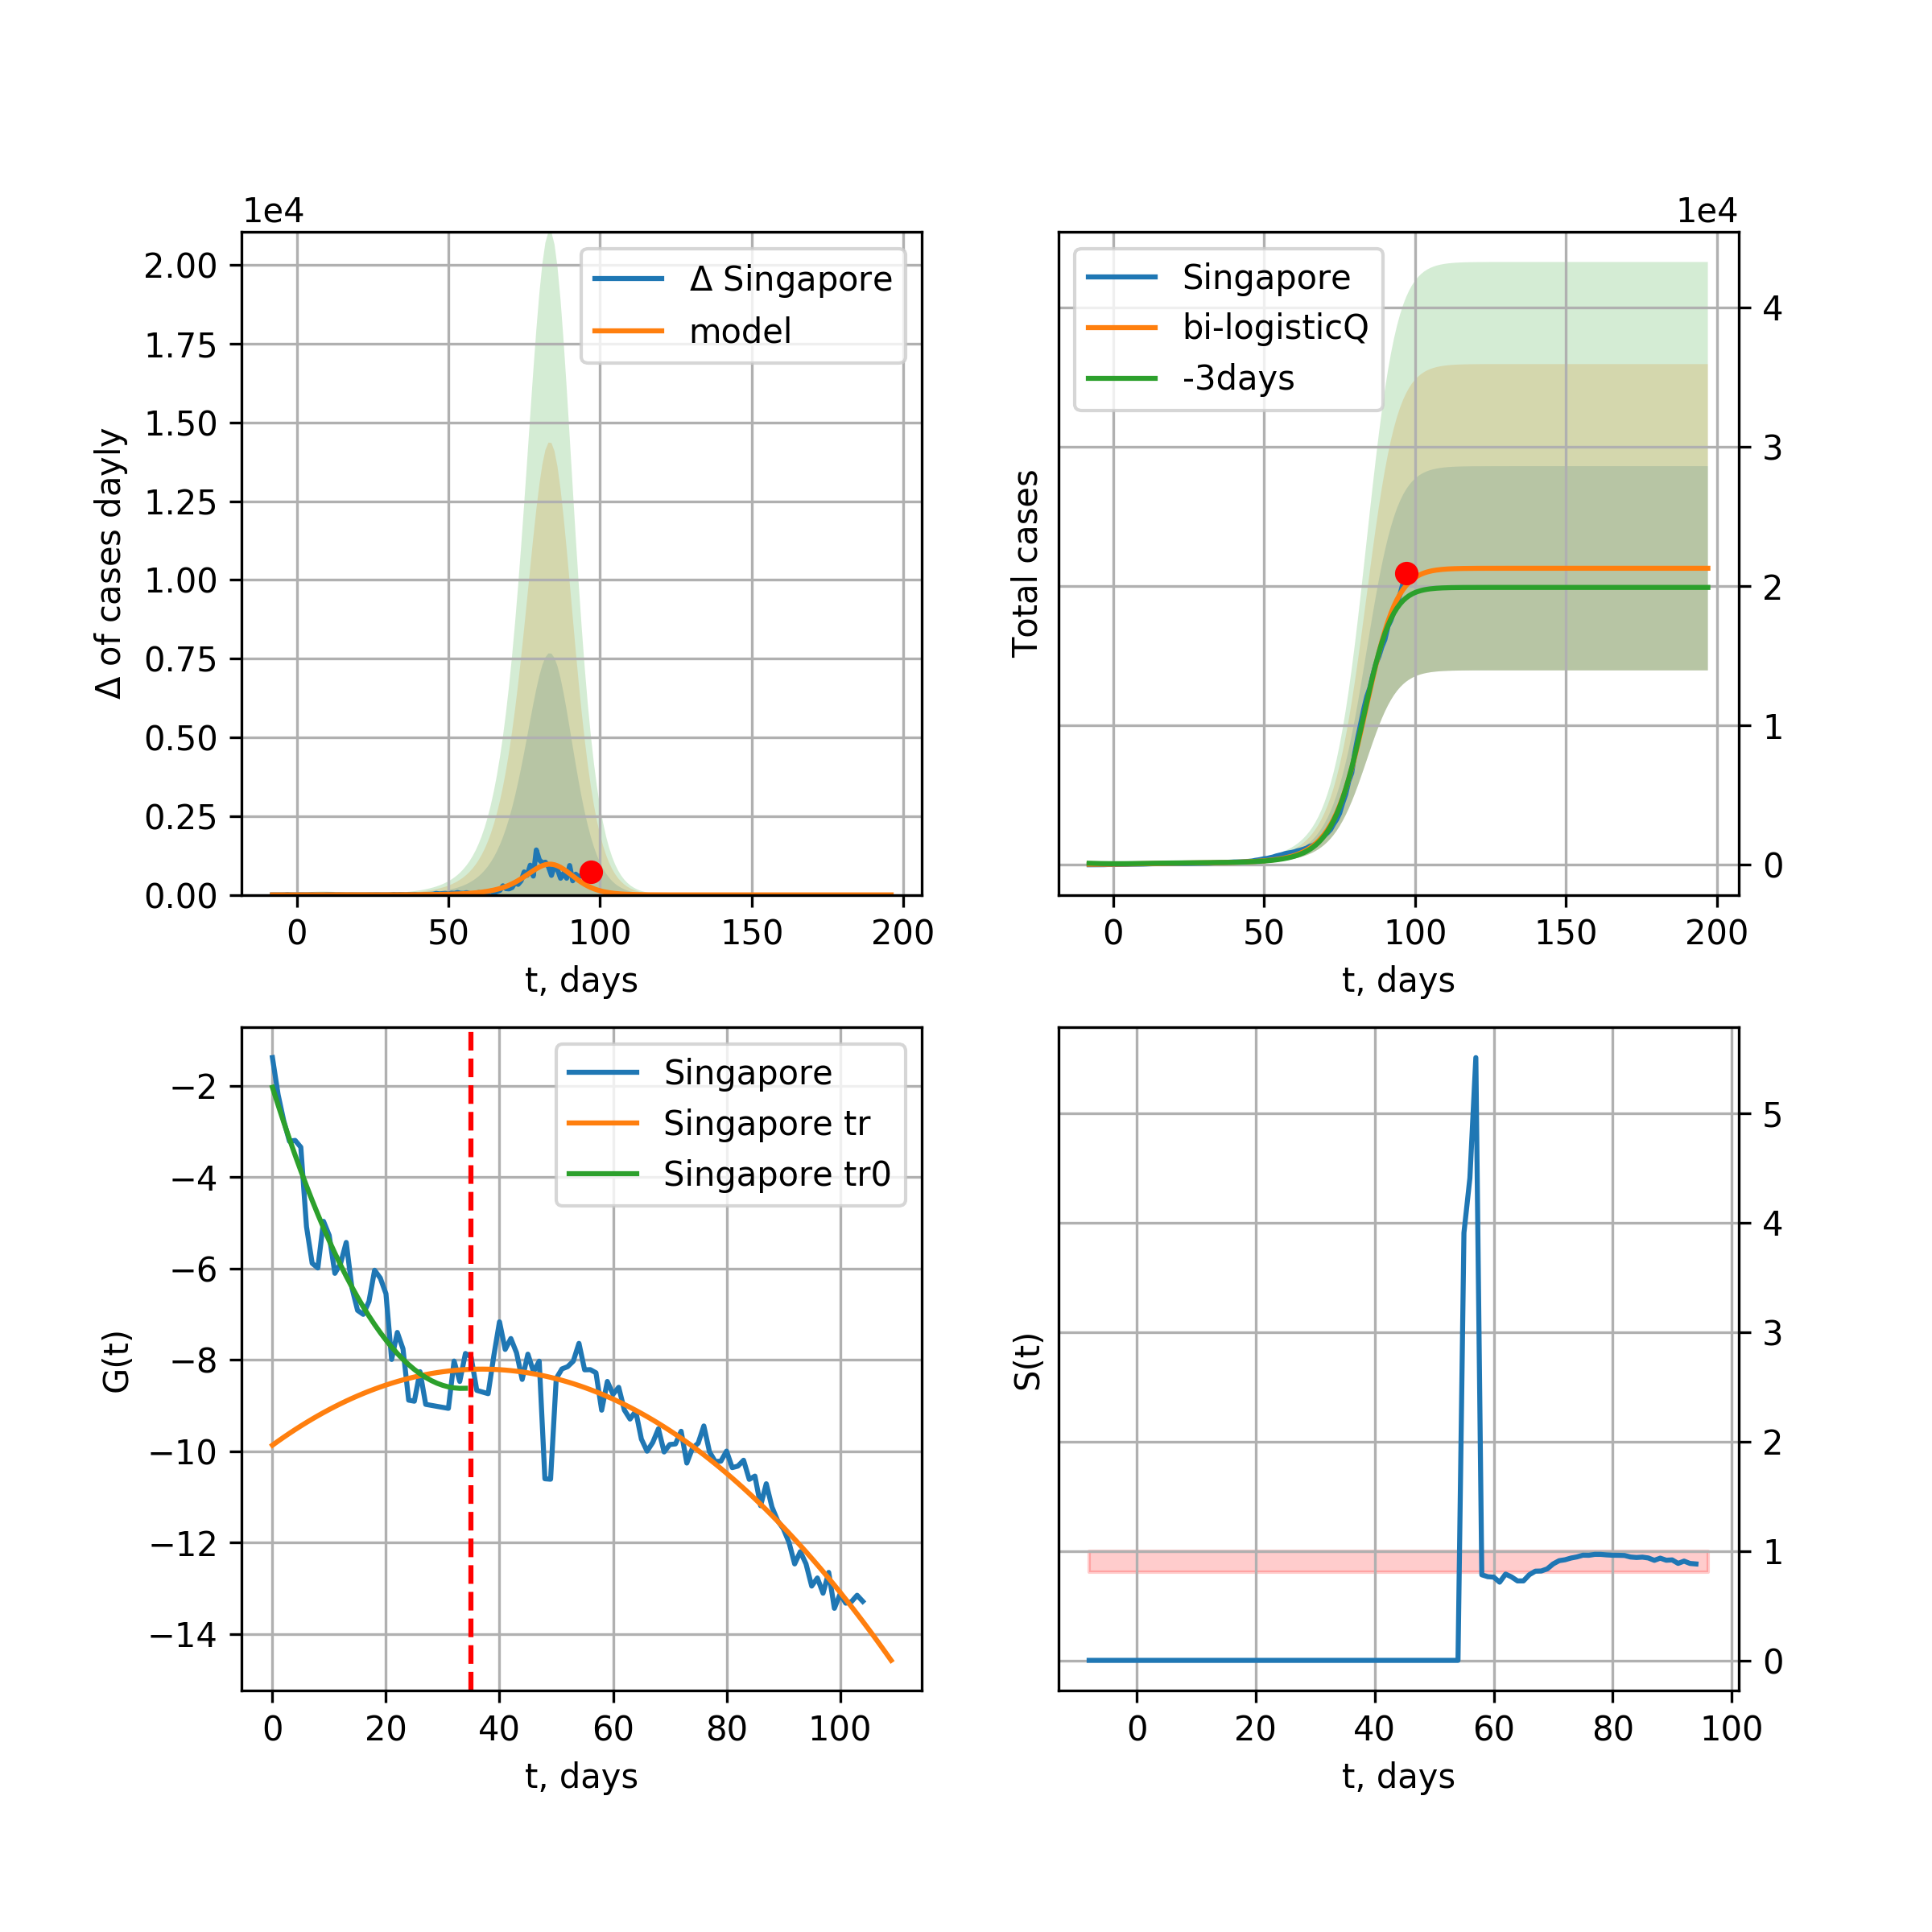 1e4
Δ of cases dayly
2.00
1.75
1.50
1.25
1.00
0.75
0.50
0.25
0.00
Δ Singapore
model
0 50 100 150 200
t, days
1e4
Total cases
Singapore
bi-logisticQ
-3days
4
3
2
1
0
0 50 100 150 200
t, days
G(t)
−2
−4
−6
−8
−10
−12
−14
Singapore
Singapore tr
Singapore tr0
0 20 40 60 80 100
t, days
S(t)
5
4
3
2
1
0
0 20 40 60 80 100
t, days